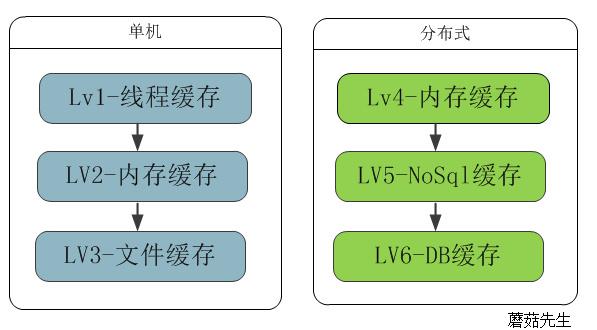 单机
Lv1-线程缓存
LV2-内存缓存
LV3-文件缓存
分布式
Lv4-内存缓存
LV5-NoSql缓存
LV6-DB缓存
蘑菇先生